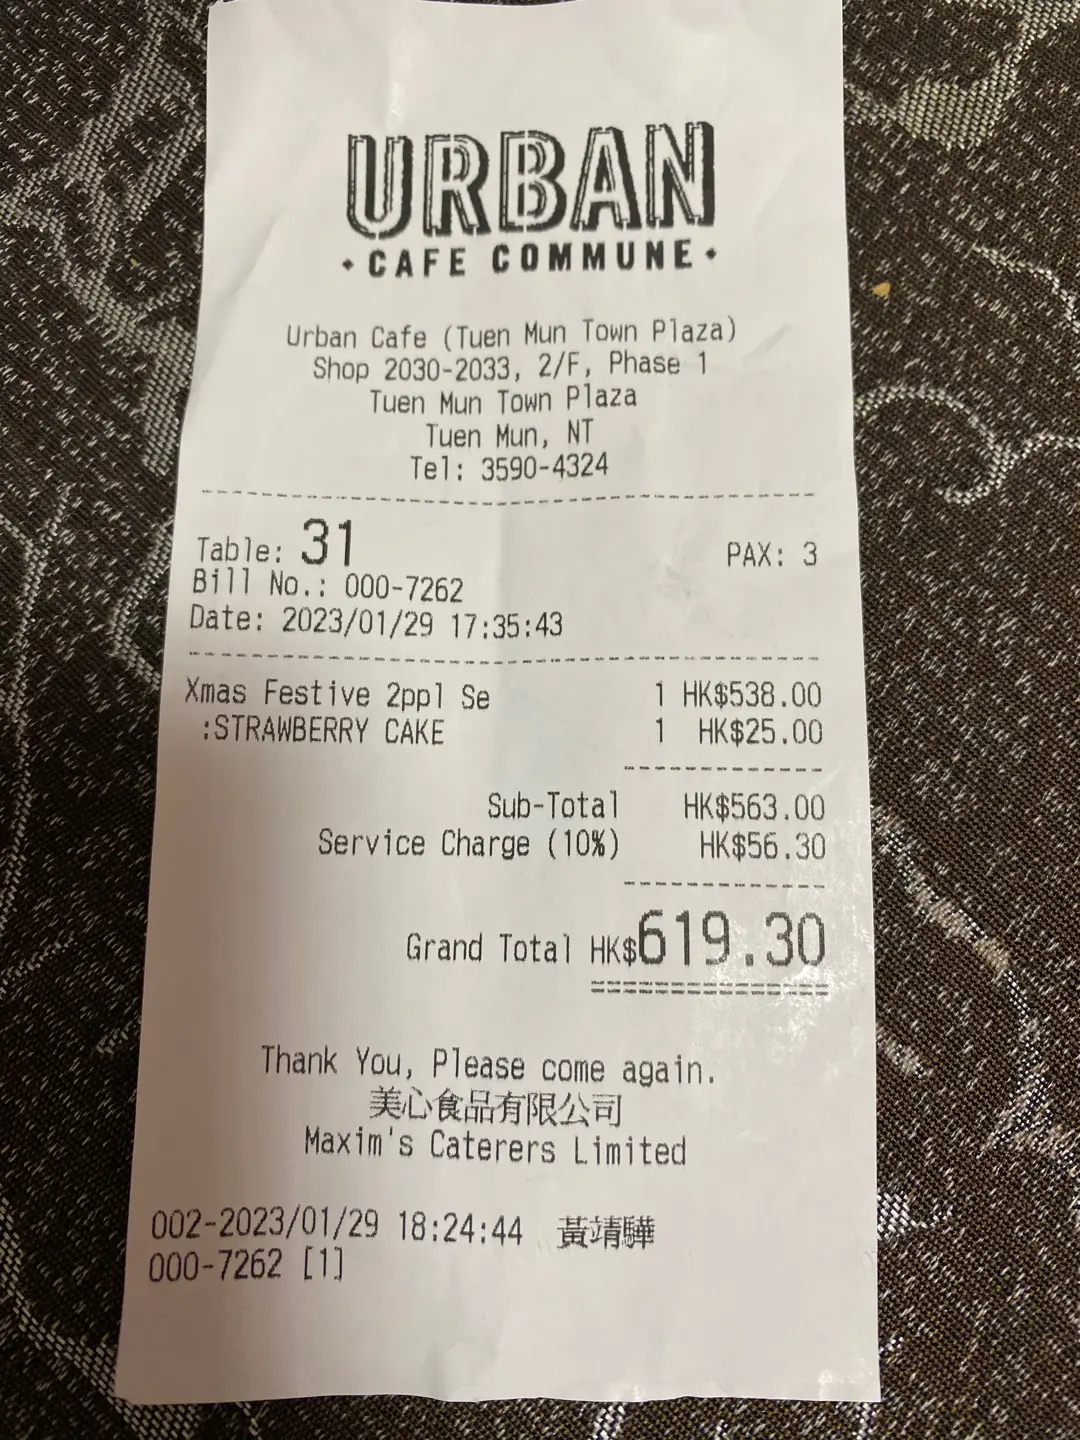 URBAN
• CAFE COMMUNE •
Urban Cafe (Tuen Mun Town Plaza)
Shop 2030-2033, 2/F, Phase 1
Tuen Mun Town Plaza
Tuen Mun, NT
Tel: 3590-4324
Table: 31 PAX: 3
Bill No.: 000-7262
Date: 2023/01/29 17:35:43
Xmas Festive 2ppl Se 1 HK$538.00
:STRAWBERRY CAKE 1 HK$25.00
Sub-Total HK$563.00
Service Charge (10%) HK$56.30
Grand Total HK$619.30
Thank You, Please come again.
美心食品有限公司
Maxim's Caterers Limited
002-2023/01/29 18:24:44 黃靖驊
000-7262 [1]